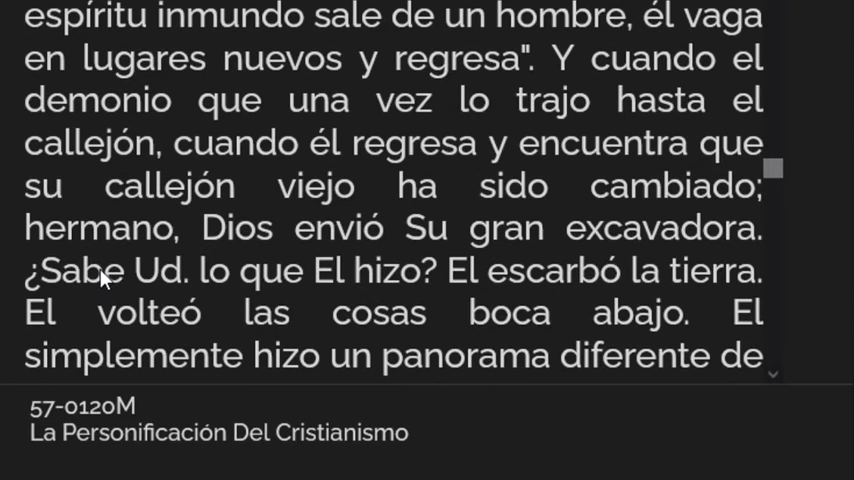 espíritu inmundo sale de un hombre, él vaga
en lugares nuevos y regresa". Y cuando el
demonio que una vez lo trajo hasta el
callejón, cuando él regresa y encuentra que
su callejón viejo ha sido cambiado;
hermano, Dios envió Su gran excavadora.
¿Sabe Ud. lo que El hizo? El escarbó la tierra.
El volteó las cosas boca abajo. El
simplemente hizo un panorama diferente de
57-0120M
La Personificación Del Cristianismo